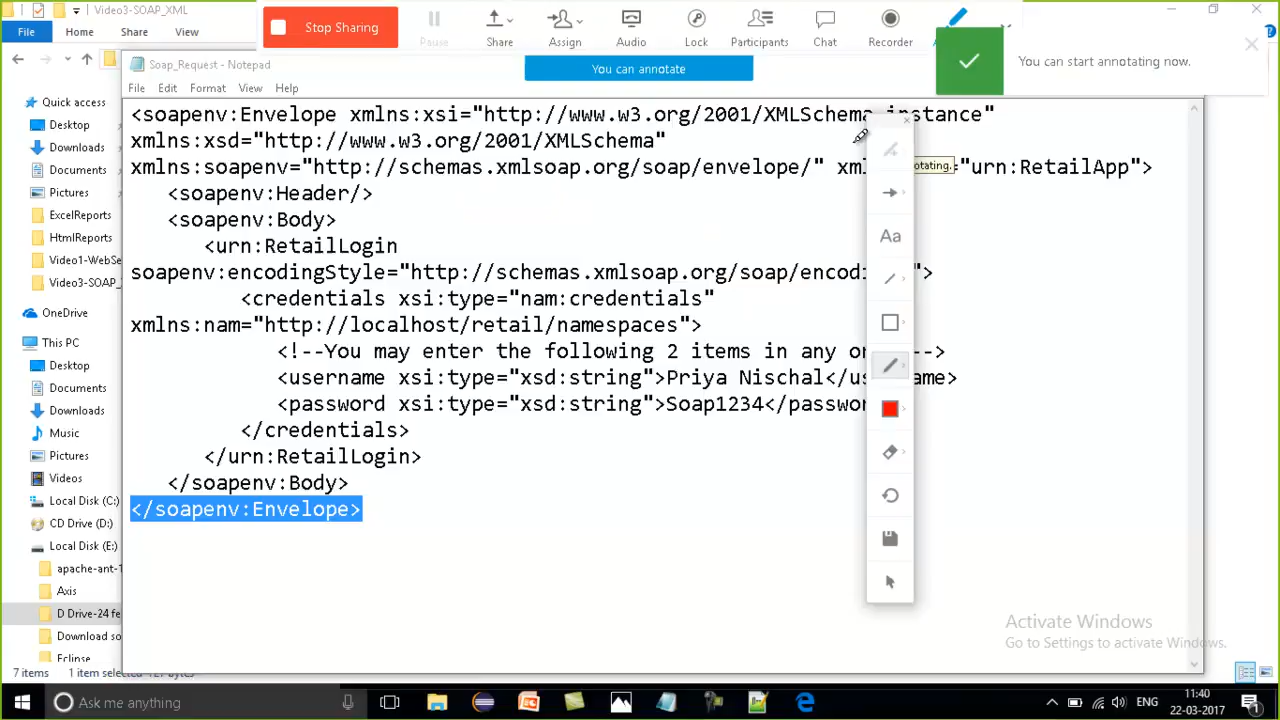 Video3-SOAP_XML
File Home Share View
Stop Sharing
Pause Share Assign Audio Lock Participants Chat Recorder
You can annotate
You can start annotating now.
Soap_Request - Notepad
File Edit Format View Help
Quick access
Desktop
Downloads
Documents
Pictures
ExcelReports
HtmlReports
Video1-WebSe
Video3-SOAP_X
OneDrive
This PC
Desktop
Documents
Downloads
Music
Pictures
Videos
Local Disk (C:)
CD Drive (D:)
Local Disk (E:)
apache-ant-1
Axis
D Drive-24 fe
Download so
Eclipse
7 items 1 item selected 727 bytes
<soapenv:Envelope xmlns:xsi="http://www.w3.org/2001/XMLSchema-instance"
xmlns:xsd="http://www.w3.org/2001/XMLSchema"
xmlns:soapenv="http://schemas.xmlsoap.org/soap/envelope/" xml ="urn:RetailApp">
<soapenv:Header/>
<soapenv:Body>
<urn:RetailLogin
soapenv:encodingStyle="http://schemas.xmlsoap.org/soap/encodi ">
<credentials xsi:type="nam:credentials"
xmlns:nam="http://localhost/retail/namespaces">
<!--You may enter the following 2 items in any or -->
<username xsi:type="xsd:string">Priya Nischal</username>
<password xsi:type="xsd:string">Soap1234</passwor
</credentials>
</urn:RetailLogin>
</soapenv:Body>
</soapenv:Envelope>
otating.
Aa
Activate Windows
Go to Settings to activate Windows.
Ask me anything
ENG
11:40
22-03-2017